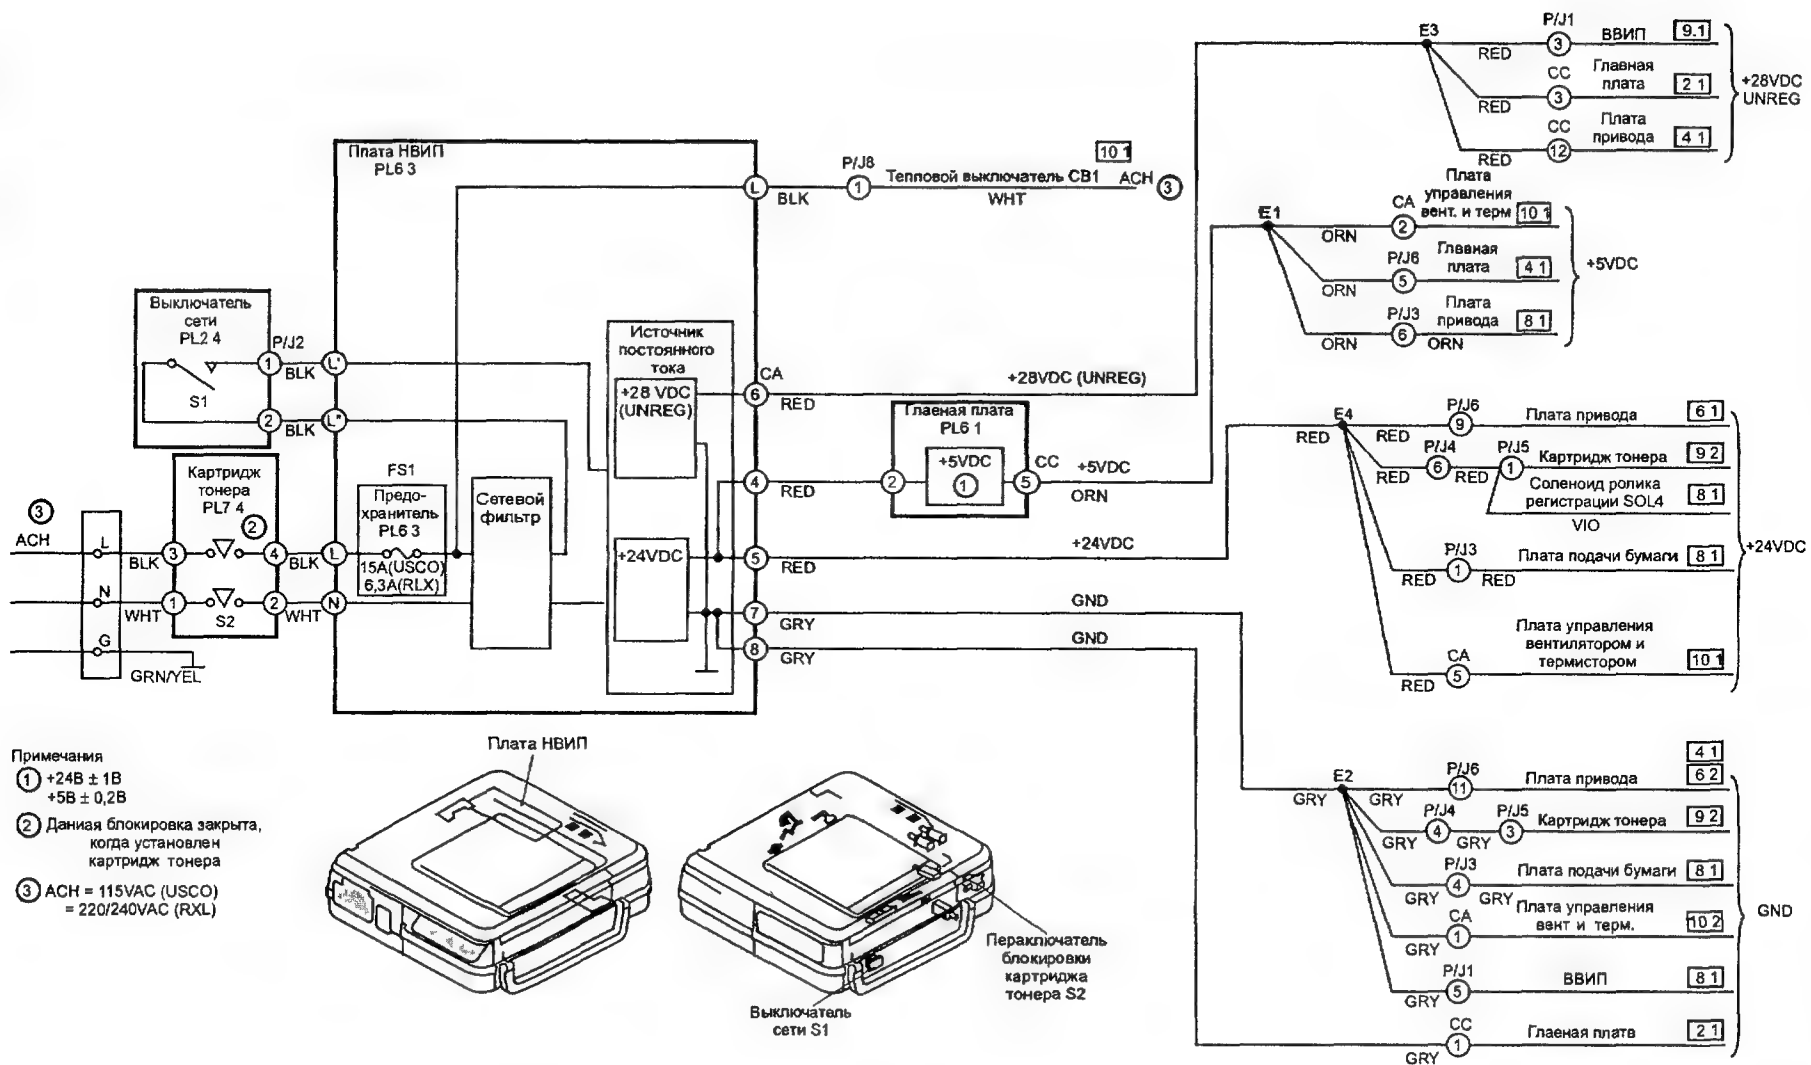 P/J1
E3
3
ВВИП
9.1
RED
CC
Главная
плата
2 1
3
RED
+28VDC
UNREG
CC
Плата
привода
4 1
12
RED
Плата НВИП
PL6 3
10 1
P/J8
L
BLK
1
Тепловой выключатель CB1
WHT
ACH
3
Плата
управления
вент. и терм
10 1
E1
CA
2
ORN
P/J6
Главная
плата
4 1
5
ORN
+5VDC
P/J3
Плата
привода
8 1
6
ORN
ORN
Выключатель
сети
PL2 4
P/J2
1
BLK
L'
S1
2
BLK
L"
Источник
постоянного
тока
+28 VDC
(UNREG)
CA
6
RED
+28VDC (UNREG)
Глаеная плата
PL6 1
+5VDC
1
4
RED
2
CC
5
+5VDC
ORN
E4
RED
RED
P/J6
9
Плата привода
6 1
P/J4
6
RED
RED
P/J5
1
Картридж тонера
9 2
Соленоид ролика
регистрации SOL4
8 1
VIO
+24VDC
P/J3
Плата подачи бумаги
8 1
RED
1
RED
Плата управления
вентилятором и
термистором
10 1
CA
5
RED
Картридж
тонера
PL7 4
2
3
ACH
L
BLK
3
4
BLK
L
FS1
Предо-
хранитель
PL6 3
15A(USCO)
6,3A(RLX)
Сетевой
фильтр
+24VDC
5
RED
+24VDC
N
WHT
1
S2
2
WHT
N
7
GRY
GND
G
GRN/YEL
8
GRY
GND
Примечания
1 +24В ± 1В
+5В ± 0,2В
2 Данная блокировка закрыта,
когда установлен
картридж тонера
3 ACH = 115VAC (USCO)
= 220/240VAC (RXL)
Плата НВИП
Пераключатель
блокировки
картриджа
тонера S2
Выключатель
сети S1
4 1
E2
GRY
GRY
P/J6
11
Плата привода
6 2
P/J4
4
GRY
GRY
P/J5
3
Картридж тонера
9 2
P/J3
4
GRY
GRY
Плата подачи бумаги
8 1
CA
1
GRY
Плата управления
вент и терм.
10 2
GND
P/J1
5
GRY
ВВИП
8 1
CC
1
GRY
Глаеная платв
2 1